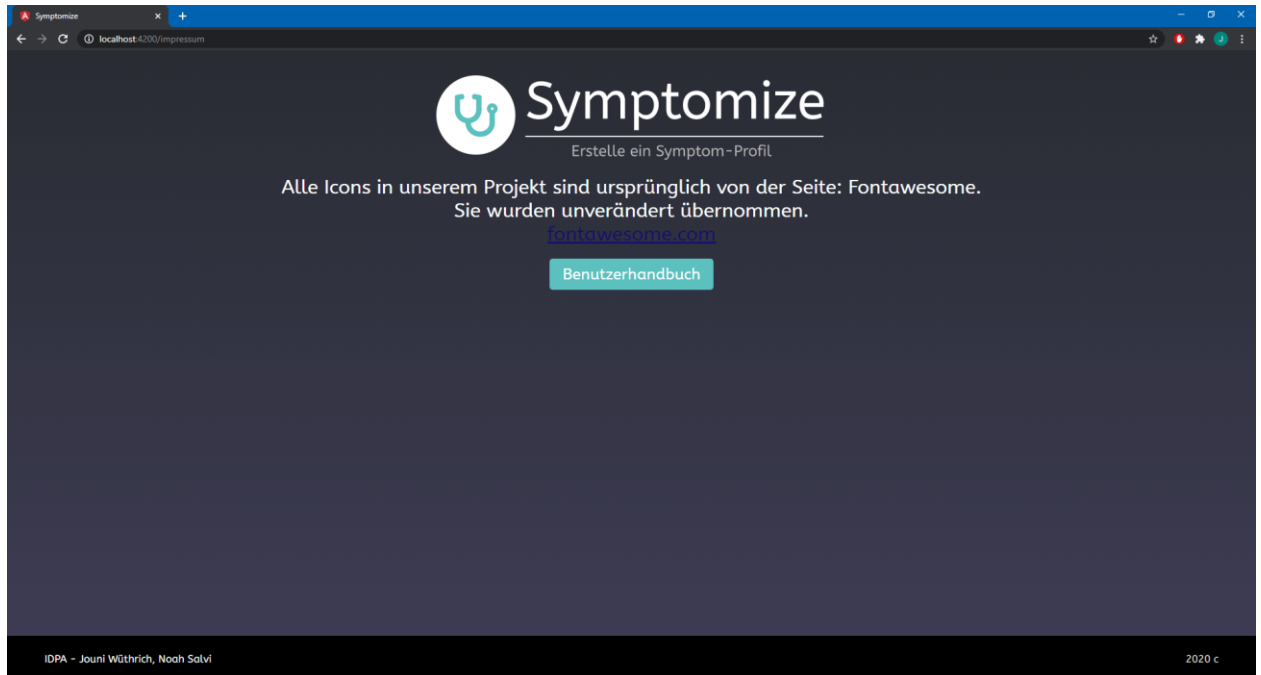 Symptomize
localhost:4200/impressum
J
Symptomize
Erstelle ein Symptom-Profil
Alle Icons in unserem Projekt sind ursprünglich von der Seite: Fontawesome.
Sie wurden unverändert übernommen.
fontawesome.com
Benutzerhandbuch
IDPA - Jouni Wüthrich, Noah Salvi
2020 c